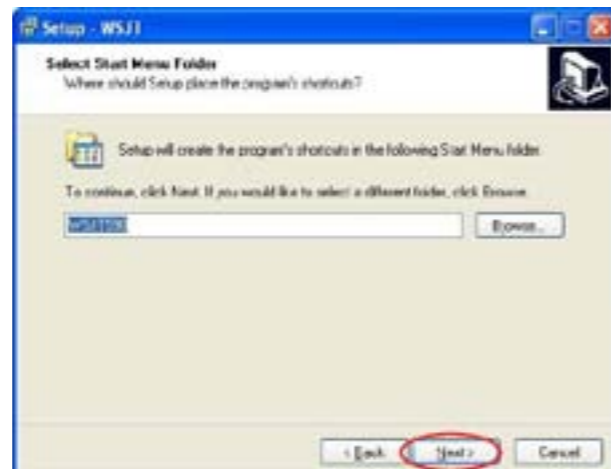 Setup - WSJT
Select Start Menu Folder
Where should Setup place the program's shortcuts?
Setup will create the program's shortcuts in the following Start Menu folder.
To continue, click Next. If you would like to select a different folder, click Browse.
Browse...
< Back
Next >
Cancel